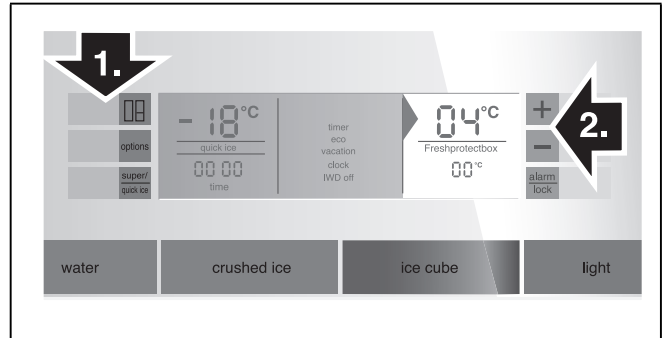 1.
options
super/
quick ice
- 18°C
quick ice
00 00
time
timer
eco
vacation
clock
IWD off
04°C
Freshprotectbox
00°C
+
-
alarm
lock
2.
water
crushed ice
ice cube
light